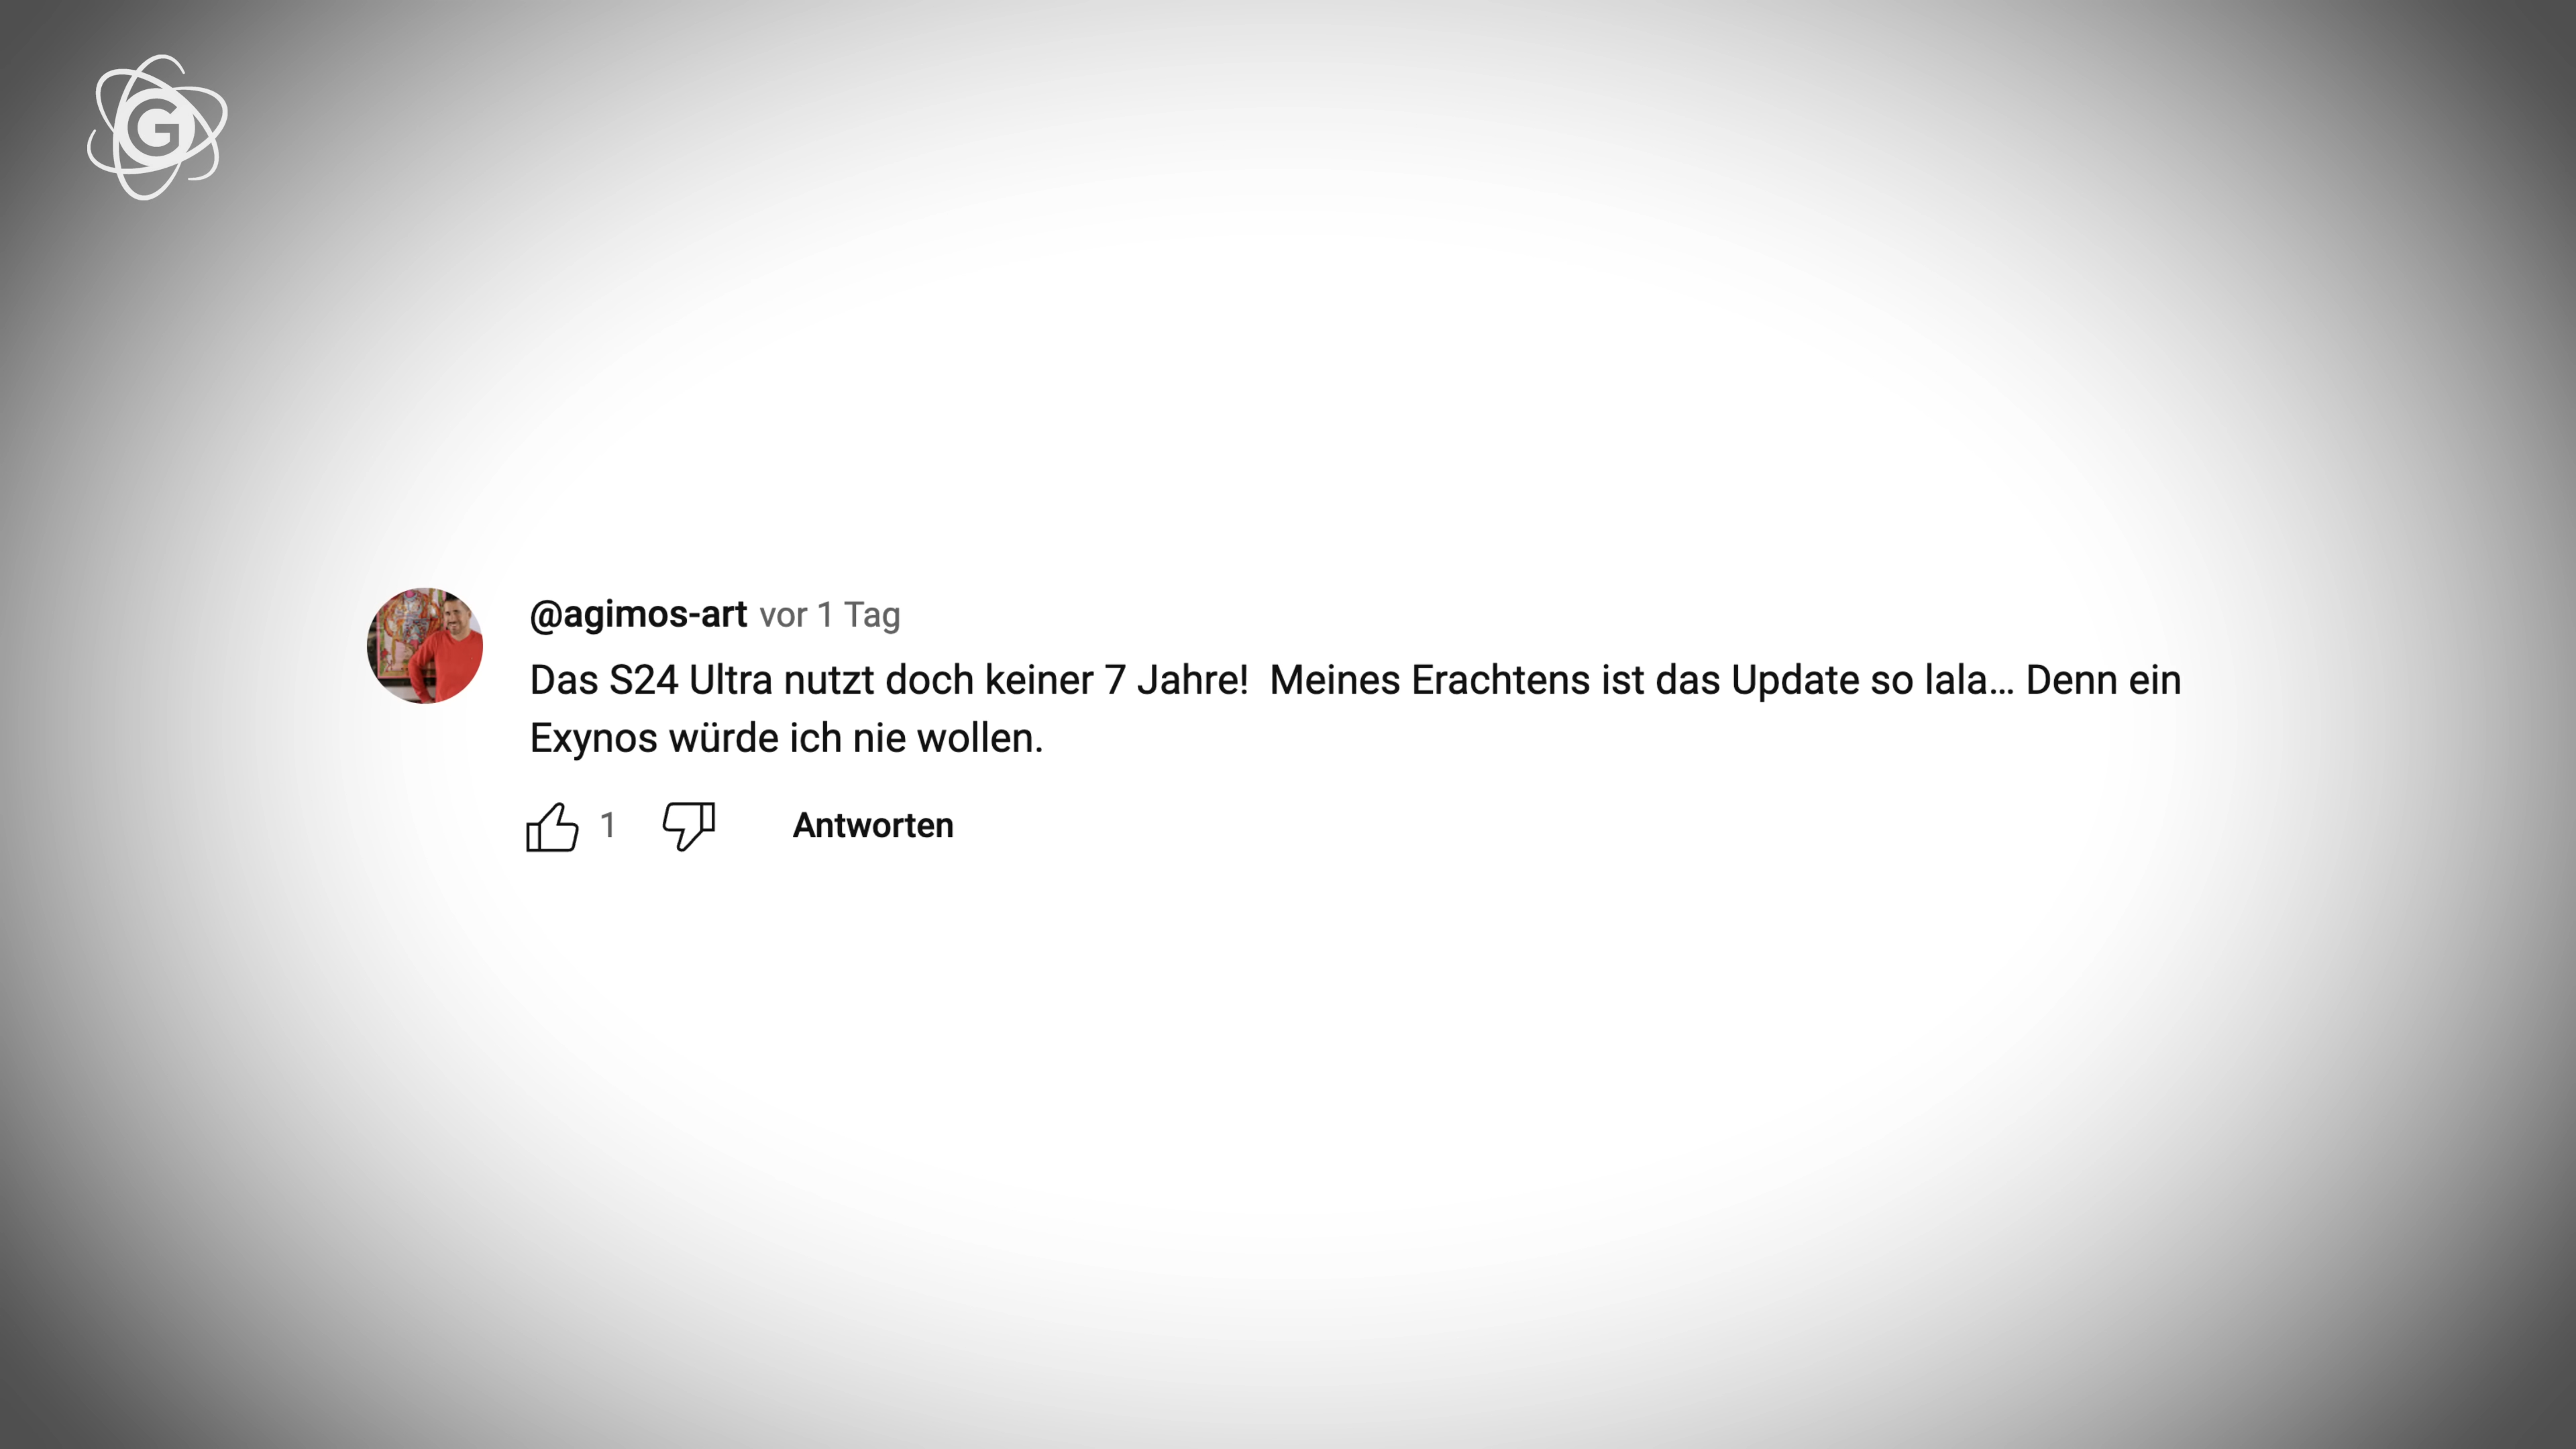 G
@agimos-art vor 1 Tag
Das S24 Ultra nutzt doch keiner 7 Jahre!  Meines Erachtens ist das Update so lala… Denn ein
Exynos würde ich nie wollen.
1 Antworten